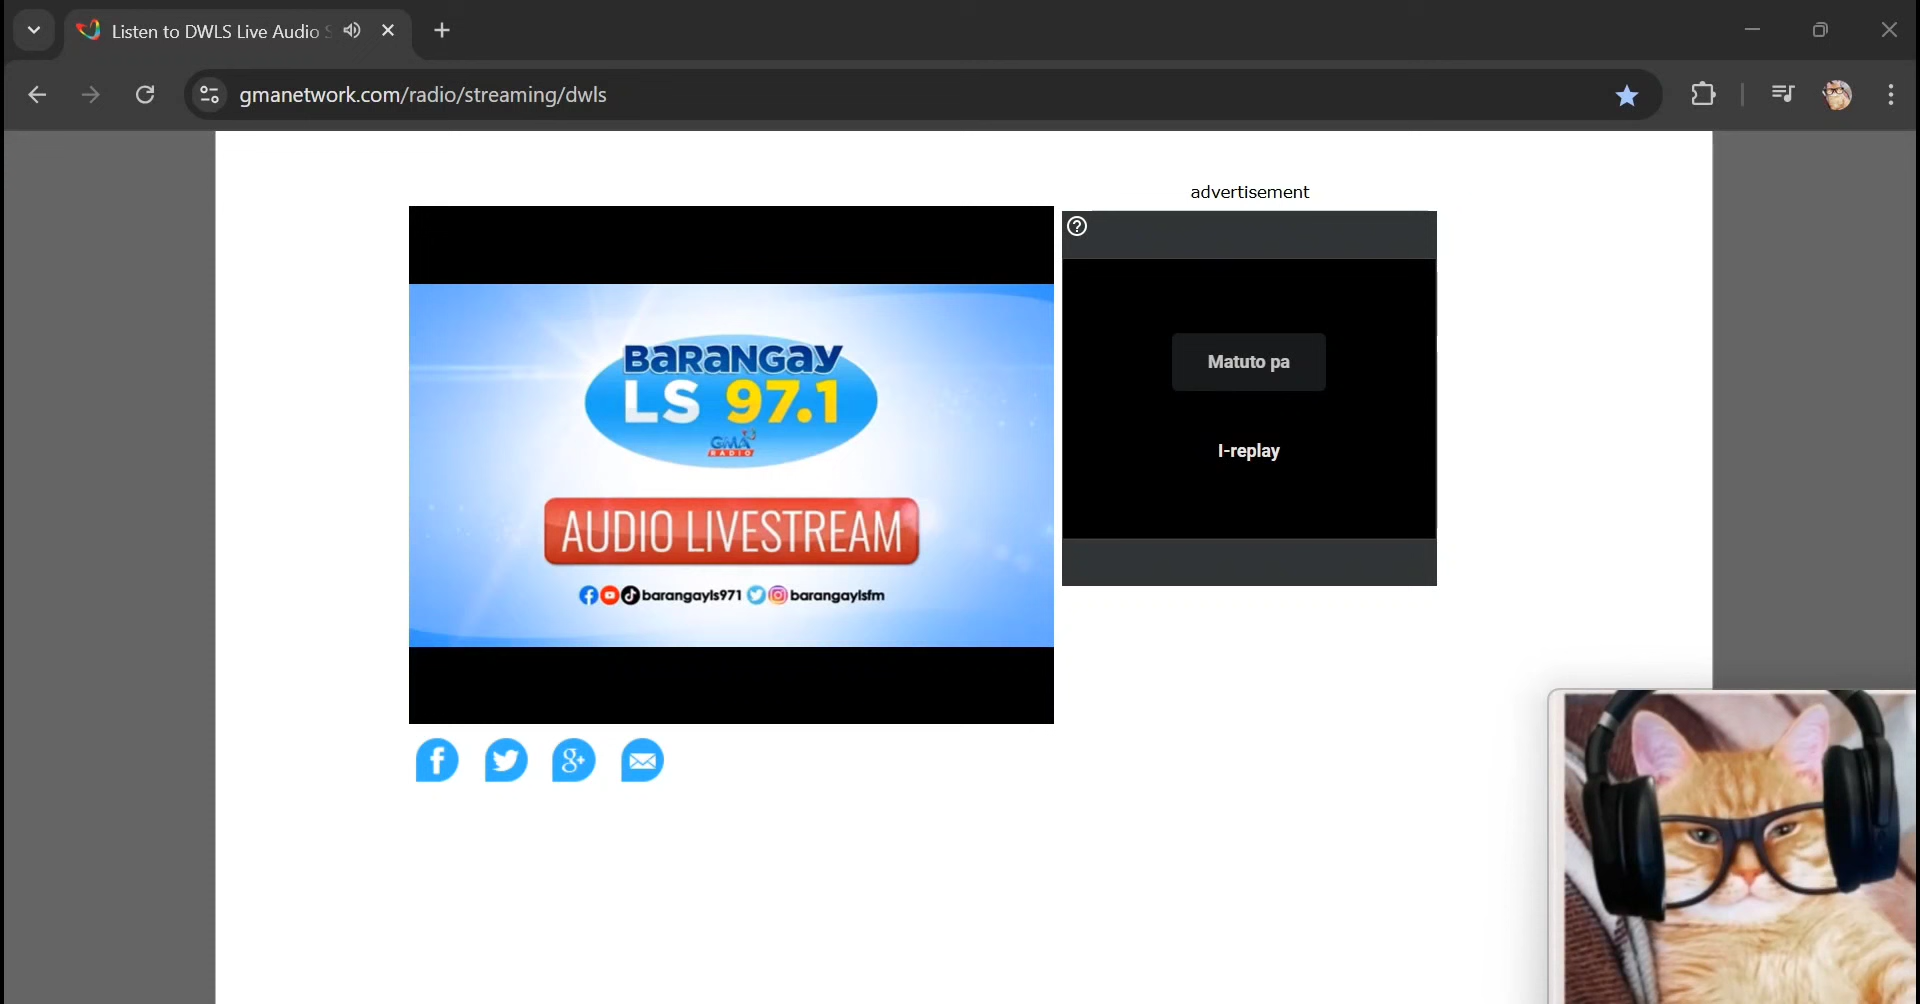 Listen to DWLS Live Audio S
gmanetwork.com/radio/streaming/dwls
advertisement
BARANGAY
LS 97.1
GMA
RADIO
AUDIO LIVESTREAM
barangayls971 barangaylsfm
Matuto pa
I-replay